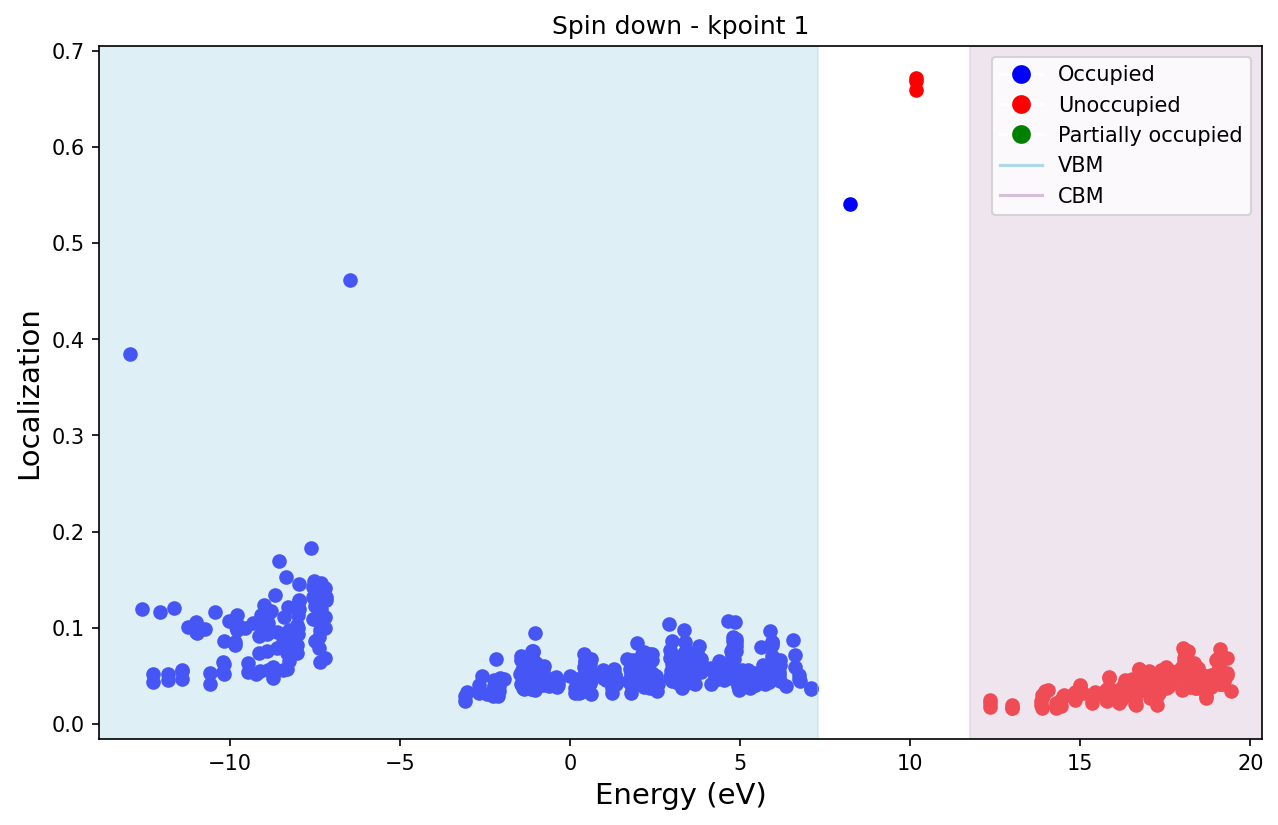 Spin down - kpoint 1
Localization
0.7
0.6
0.5
0.4
0.3
0.2
0.1
0.0
Occupied
Unoccupied
Partially occupied
VBM
CBM
−10
−5
0
5
10
15
20
Energy (eV)